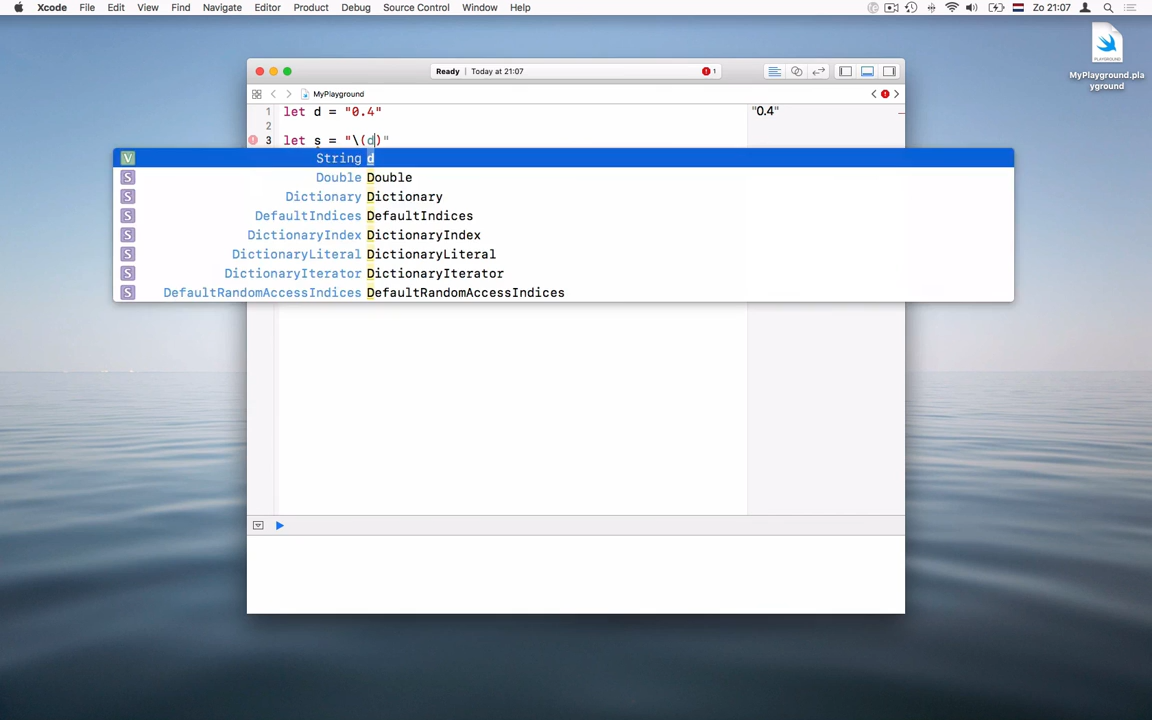 Xcode File Edit View Find Navigate Editor Product Debug Source Control Window Help Zo 21:07
PLAYGROUND
MyPlayground.pla
yground
Ready | Today at 21:07 1
MyPlayground
1 let d = "0.4" "0.4"
2
3 let s = "\(d)"
V String d
S Double Double
S Dictionary Dictionary
S DefaultIndices DefaultIndices
S DictionaryIndex DictionaryIndex
S DictionaryLiteral DictionaryLiteral
S DictionaryIterator DictionaryIterator
S DefaultRandomAccessIndices DefaultRandomAccessIndices